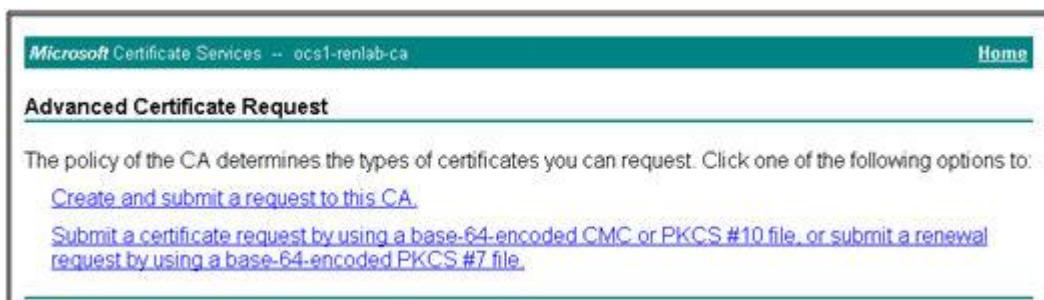 Microsoft Certificate Services -- ocs1-renlab-ca Home
Advanced Certificate Request
The policy of the CA determines the types of certificates you can request. Click one of the following options to:
Create and submit a request to this CA.
Submit a certificate request by using a base-64-encoded CMC or PKCS #10 file, or submit a renewal
request by using a base-64-encoded PKCS #7 file.